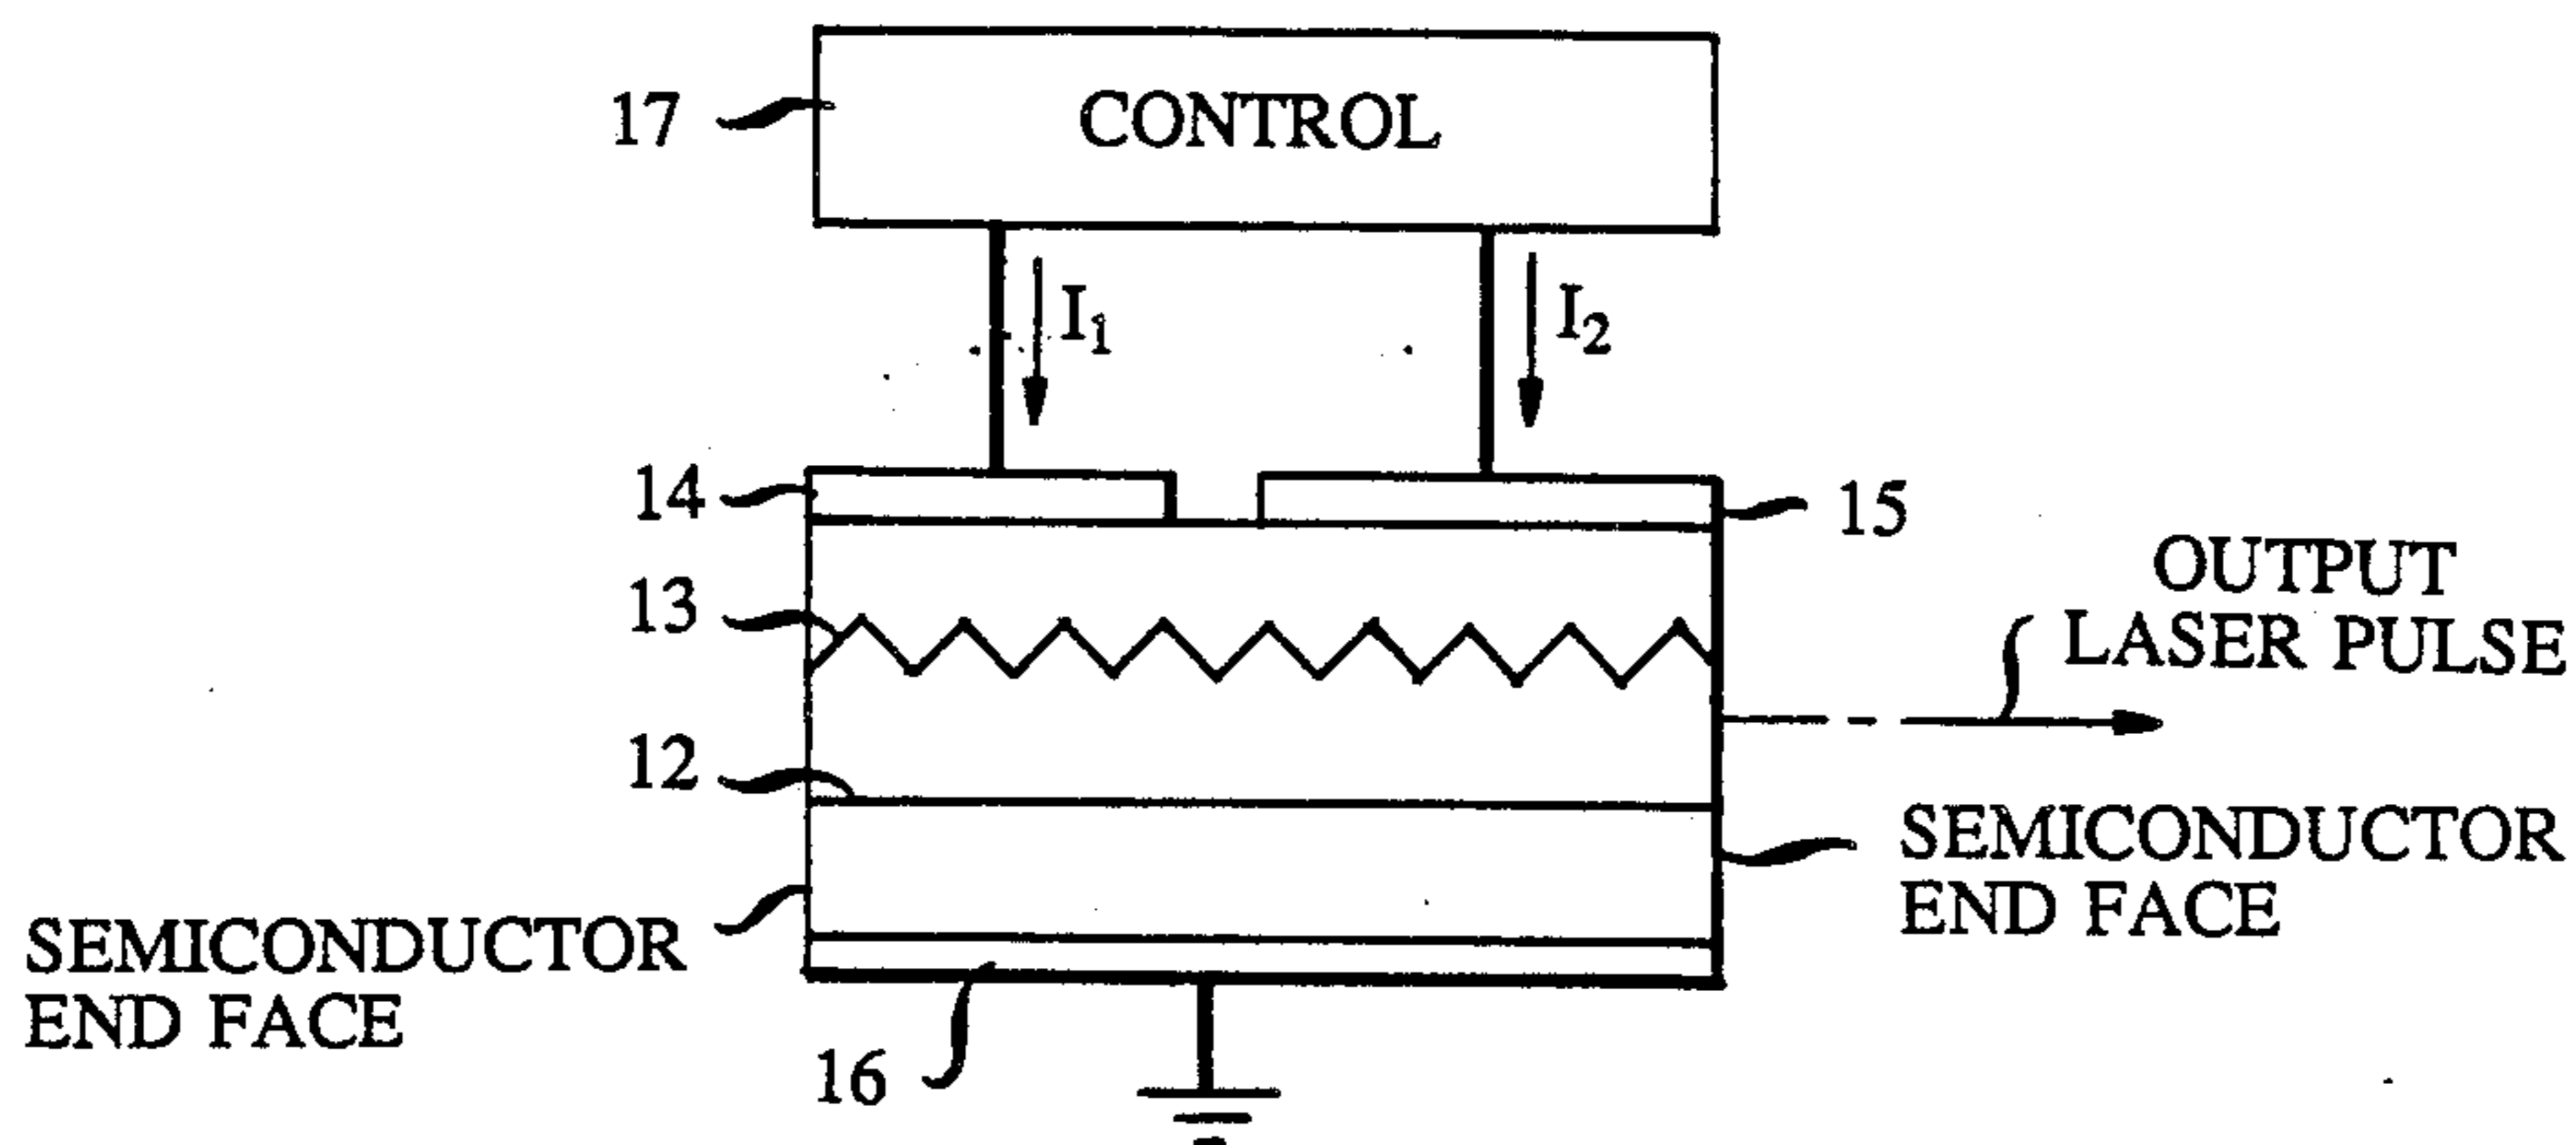 17
CONTROL
I₁
I₂
14
15
13
OUTPUT
LASER PULSE
12
SEMICONDUCTOR
END FACE
SEMICONDUCTOR
END FACE
16